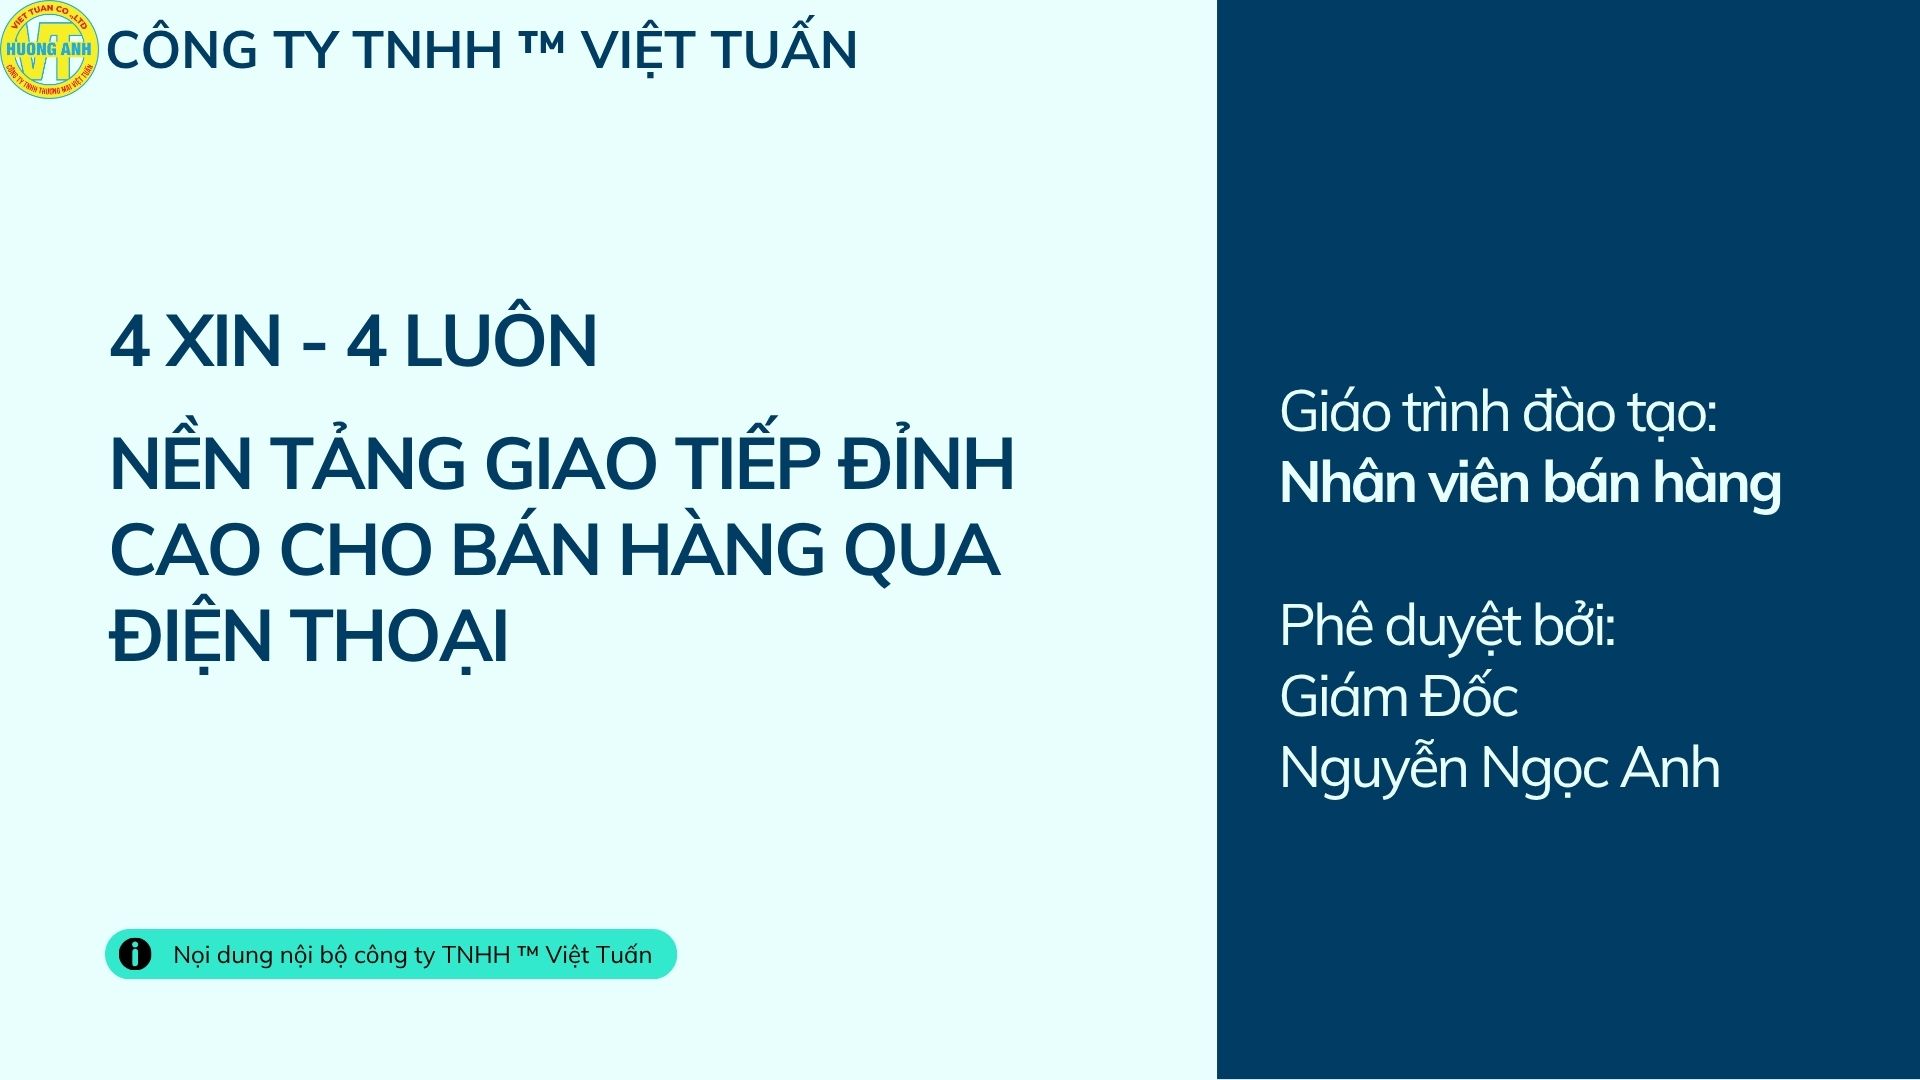 VIET TUAN CO .,LTD
VT
HUONG ANH
CÔNG TY TNHH THƯƠNG MẠI VIỆT TUẤN
CÔNG TY TNHH ™ VIỆT TUẤN
4 XIN - 4 LUÔN
NỀN TẢNG GIAO TIẾP ĐỈNH
CAO CHO BÁN HÀNG QUA
ĐIỆN THOẠI
Nọi dung nội bộ công ty TNHH ™ Việt Tuấn
Giáo trình đào tạo:
Nhân viên bán hàng
Phê duyệt bởi:
Giám Đốc
Nguyễn Ngọc Anh